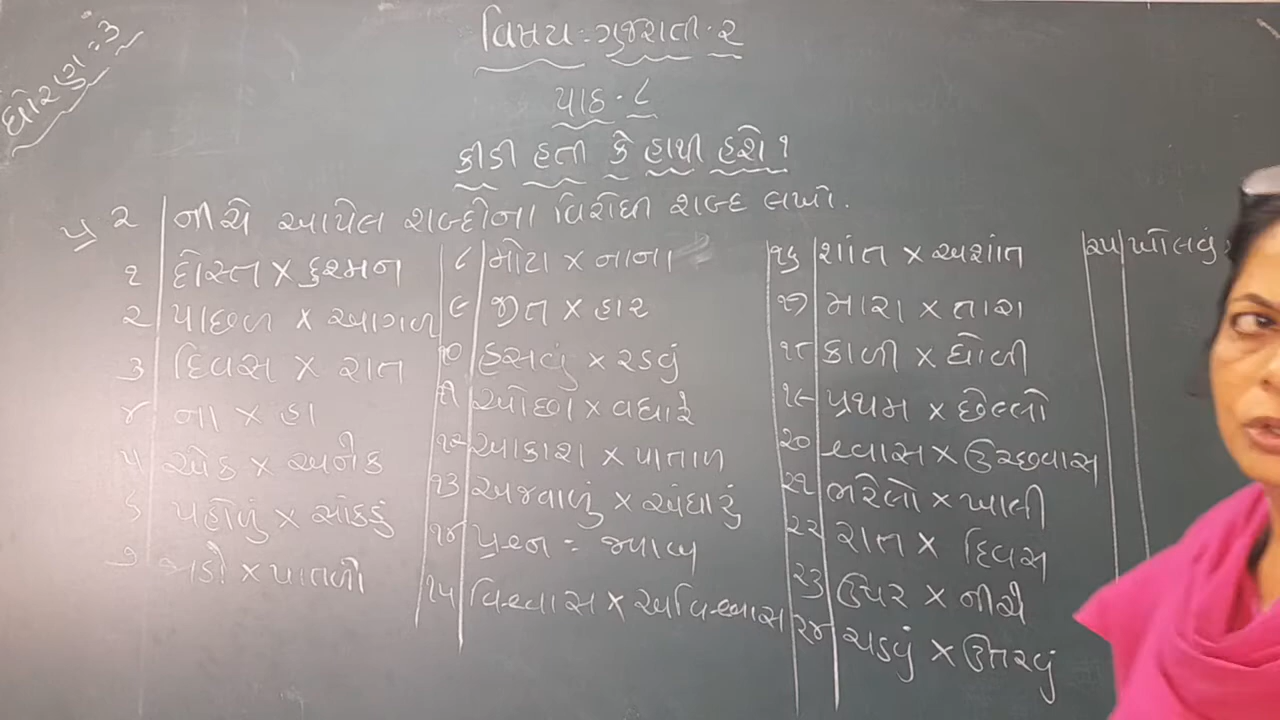 ધોરણ:૩
વિષય:ગુજરાતી.૨
પાઠ.૮
કીડી હતી કે હાથી હશે ?
પ્ર ૨ નીચે આપેલ શબ્દોના વિરોધી શબ્દ લખો.
૧ દોસ્ત × દુશ્મન
૨ પાછળ × આગળ
૩ દિવસ × રાત
૪ ના × હા
૫ એક × અનેક
૬ પહોળું × સાંકડું
૭ જાડો × પાતળો
૮ મોટા × નાના
૯ જીત × હાર
૧૦ હસવું × રડવું
૧૧ ઓછા × વધારે
૧૨ આકાશ × પાતાળ
૧૩ અજવાળું × અંધારું
૧૪ પ્રશ્ન = જવાબ
૧૫ વિશ્વાસ × અવિશ્વાસ
૧૬ શાંત × અશાંત
૧૭ મારા × તારા
૧૮ કાળી × ધોળી
૧૯ પ્રથમ × છેલ્લો
૨૦ શ્વાસ × ઉચ્છવાસ
૨૧ ભરેલો × ખાલી
૨૨ રાત × દિવસ
૨૩ ઉપર × નીચે
૨૪ ચડવું × ઉતરવું
૨૫ ખોલવું